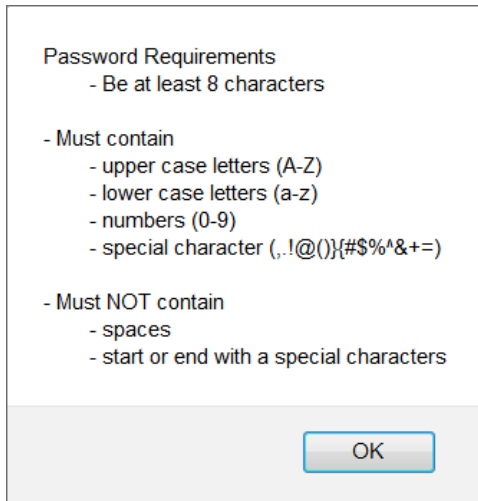 Password Requirements
- Be at least 8 characters
- Must contain
- upper case letters (A-Z)
- lower case letters (a-z)
- numbers (0-9)
- special character (,.!@()}{#$%^&+=)
- Must NOT contain
- spaces
- start or end with a special characters
OK